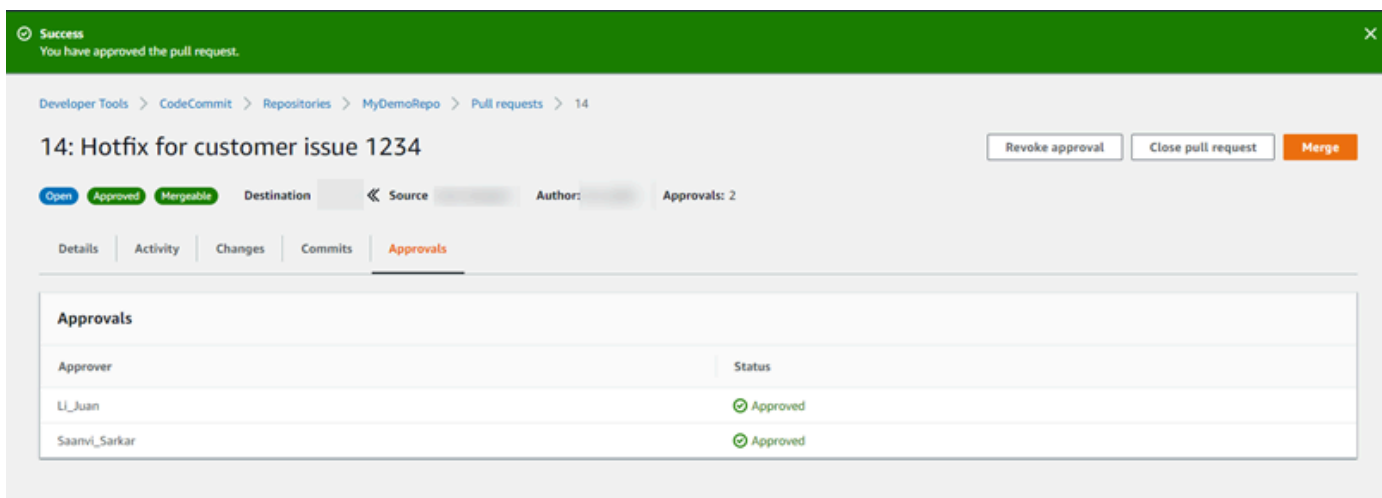 Success
You have approved the pull request.
Developer Tools > CodeCommit > Repositories > MyDemoRepo > Pull requests > 14
14: Hotfix for customer issue 1234
Revoke approval Close pull request Merge
Open Approved Mergeable Destination Source Author: Approvals: 2
Details Activity Changes Commits Approvals
Approvals
Approver Status
Li_Juan Approved
Saanvi_Sarkar Approved